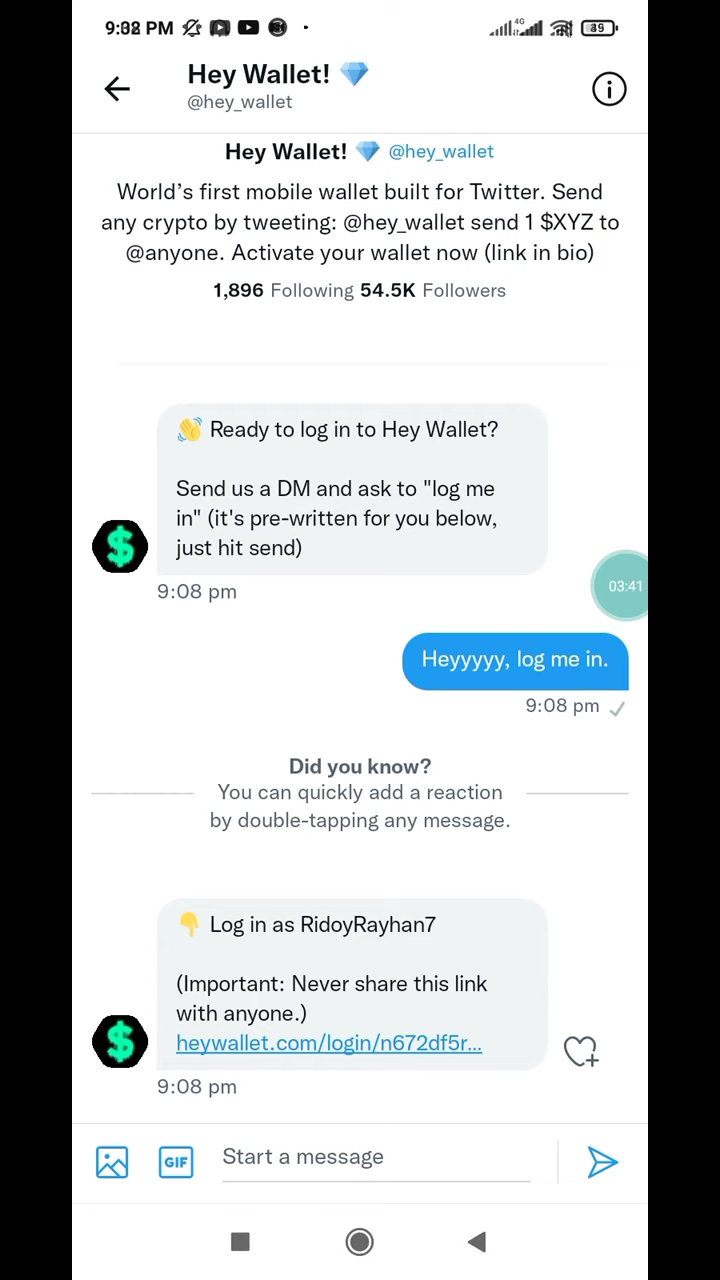 9:08 PM
4G
89
Hey Wallet! 💎
@hey_wallet
Hey Wallet! 💎 @hey_wallet
World’s first mobile wallet built for Twitter. Send
any crypto by tweeting: @hey_wallet send 1 $XYZ to
@anyone. Activate your wallet now (link in bio)
1,896 Following 54.5K Followers
👋 Ready to log in to Hey Wallet?
Send us a DM and ask to "log me
in" (it's pre-written for you below,
just hit send)
9:08 pm
03:41
Heyyyyy, log me in.
9:08 pm
Did you know?
You can quickly add a reaction
by double-tapping any message.
👇 Log in as RidoyRayhan7
(Important: Never share this link
with anyone.)
heywallet.com/login/n672df5r...
9:08 pm
GIF
Start a message